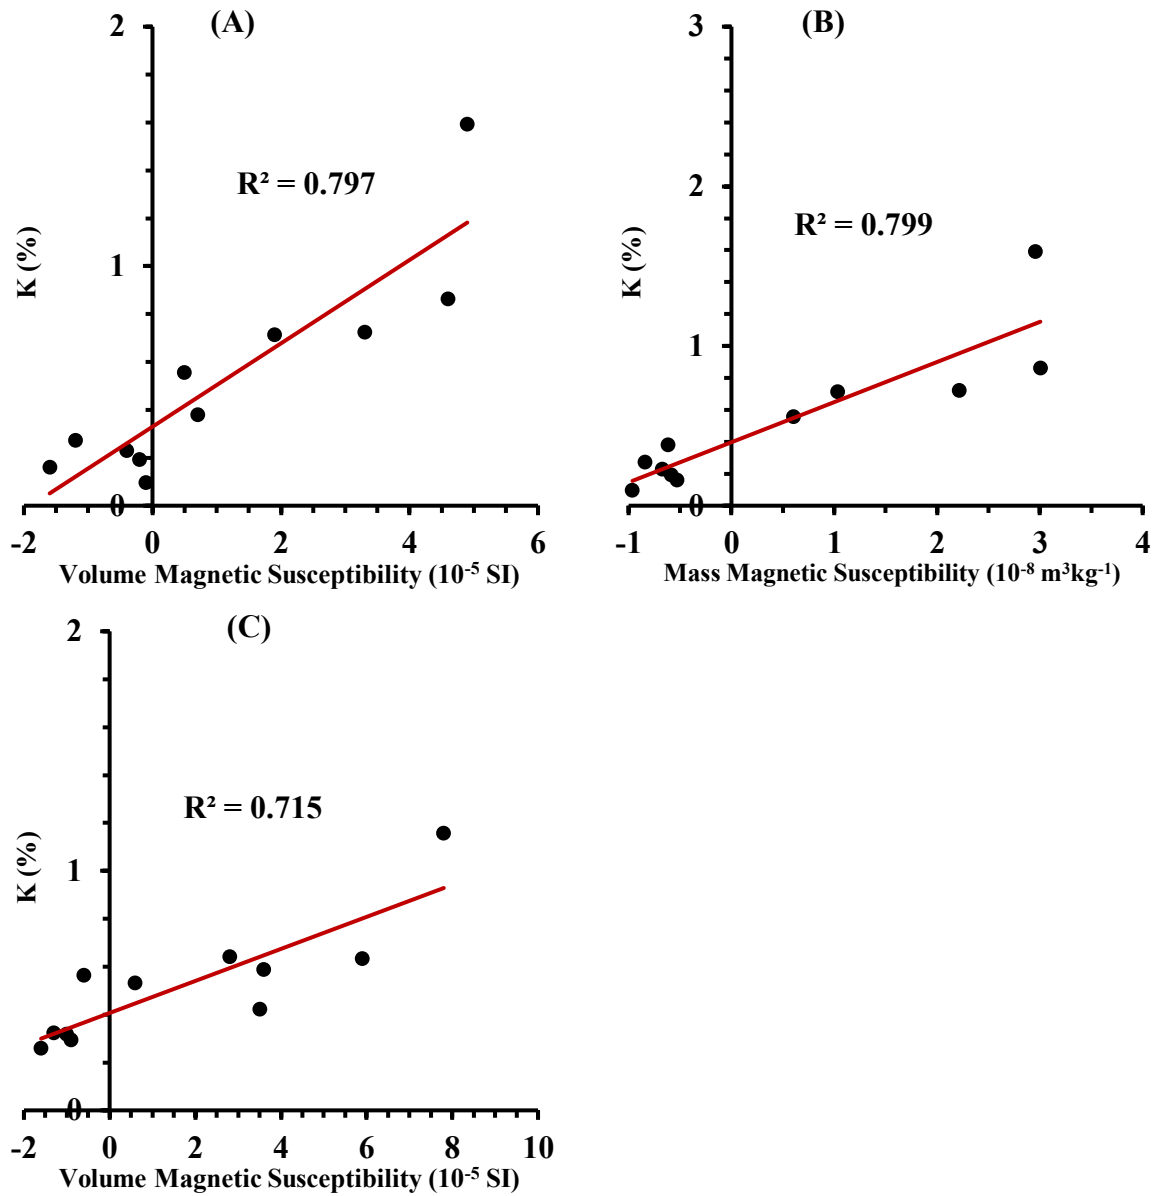 (A)
2
1
0
K (%)
R² = 0.797
-2 0 2 4 6
Volume Magnetic Susceptibility (10⁻⁵ SI)
(B)
3
2
1
0
K (%)
R² = 0.799
-1 0 1 2 3 4
Mass Magnetic Susceptibility (10⁻⁸ m³kg⁻¹)
(C)
2
1
0
K (%)
R² = 0.715
-2 0 2 4 6 8 10
Volume Magnetic Susceptibility (10⁻⁵ SI)